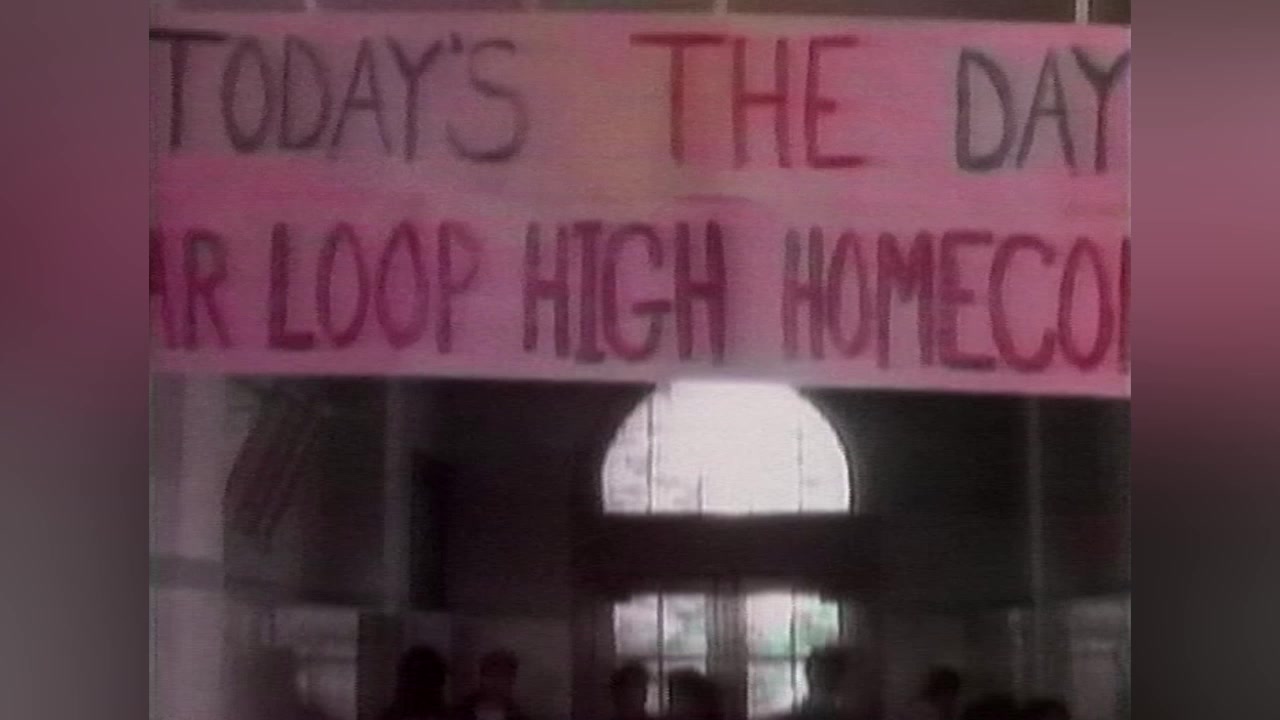 TODAY'S THE DAY
AR LOOP HIGH HOMECO